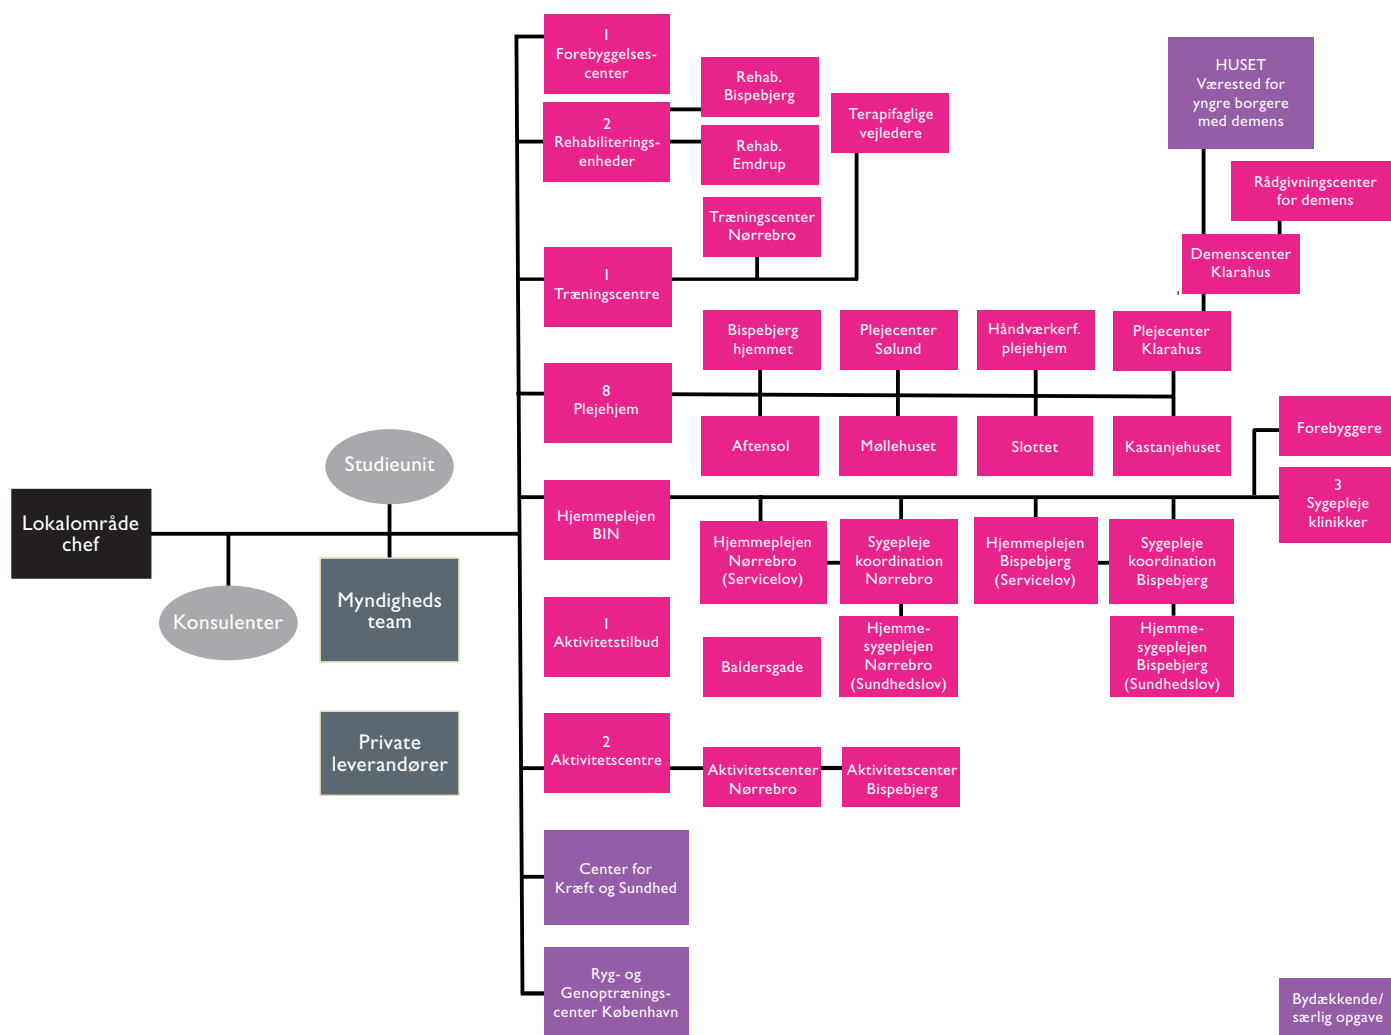 Lokalområde
chef
Konsulenter
Studieunit
Myndigheds
team
Private
leverandører
1
Forebyggelses-
center
2
Rehabiliterings-
enheder
Rehab.
Bispebjerg
Rehab.
Emdrup
1
Træningscentre
Træningscenter
Nørrebro
Terapifaglige
vejledere
8
Plejehjem
Bispebjerg
hjemmet
Plejecenter
Sølund
Håndværkerf.
plejehjem
Plejecenter
Klarahus
Demenscenter
Klarahus
Rådgivningscenter
for demens
HUSET
Værested for
yngre borgere
med demens
Aftensol
Møllehuset
Slottet
Kastanjehuset
Hjemmeplejen
BIN
Hjemmeplejen
Nørrebro
(Servicelov)
Sygepleje
koordination
Nørrebro
Hjemme-
sygeplejen
Nørrebro
(Sundhedslov)
Hjemmeplejen
Bispebjerg
(Servicelov)
Sygepleje
koordination
Bispebjerg
Hjemme-
sygeplejen
Bispebjerg
(Sundhedslov)
Forebyggere
3
Sygepleje
klinikker
1
Aktivitetstilbud
Baldersgade
2
Aktivitetscentre
Aktivitetscenter
Nørrebro
Aktivitetscenter
Bispebjerg
Center for
Kræft og Sundhed
Ryg- og
Genoptrænings-
center København
Bydækkende/
særlig opgave